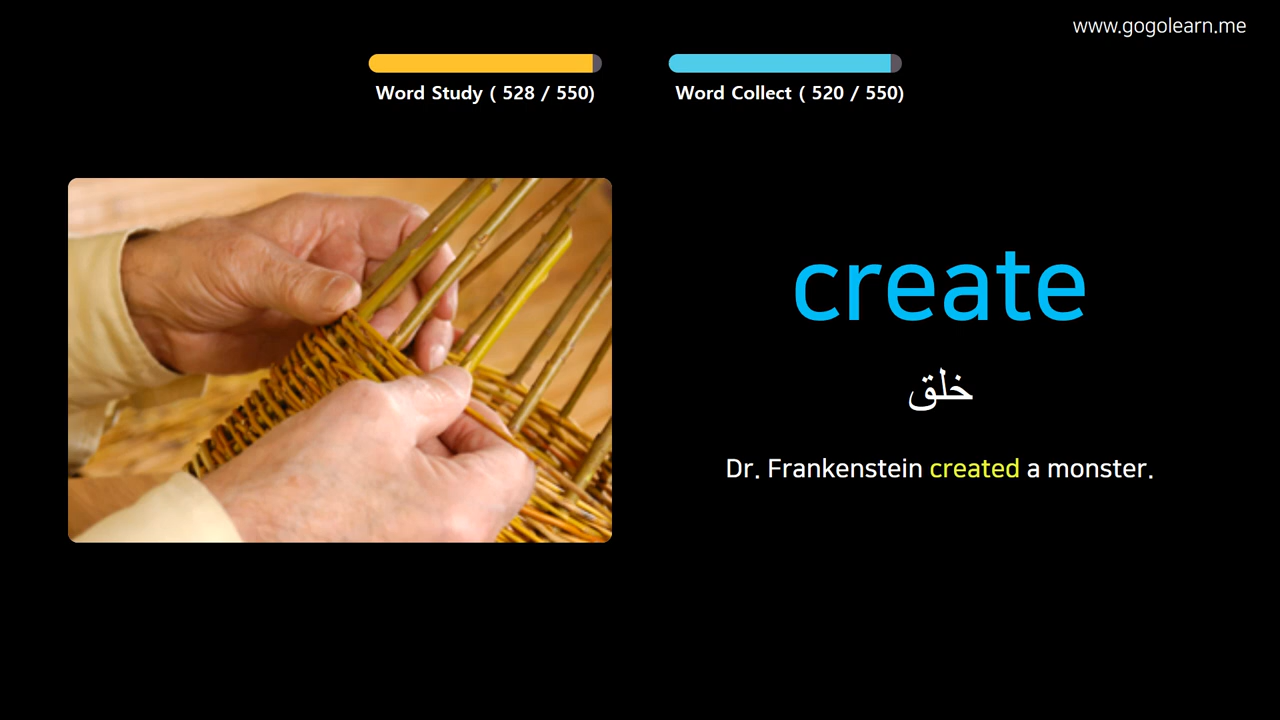 www.gogolearn.me
Word Study ( 528 / 550)
Word Collect ( 520 / 550)
create
خلق
Dr. Frankenstein created a monster.